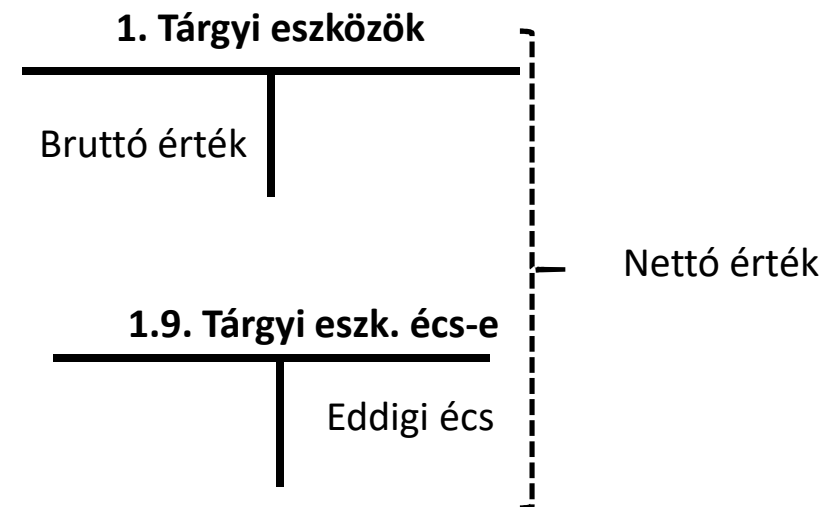 1. Tárgyi eszközök
Bruttó érték
Nettó érték
1.9. Tárgyi eszk. écs-e
Eddigi écs